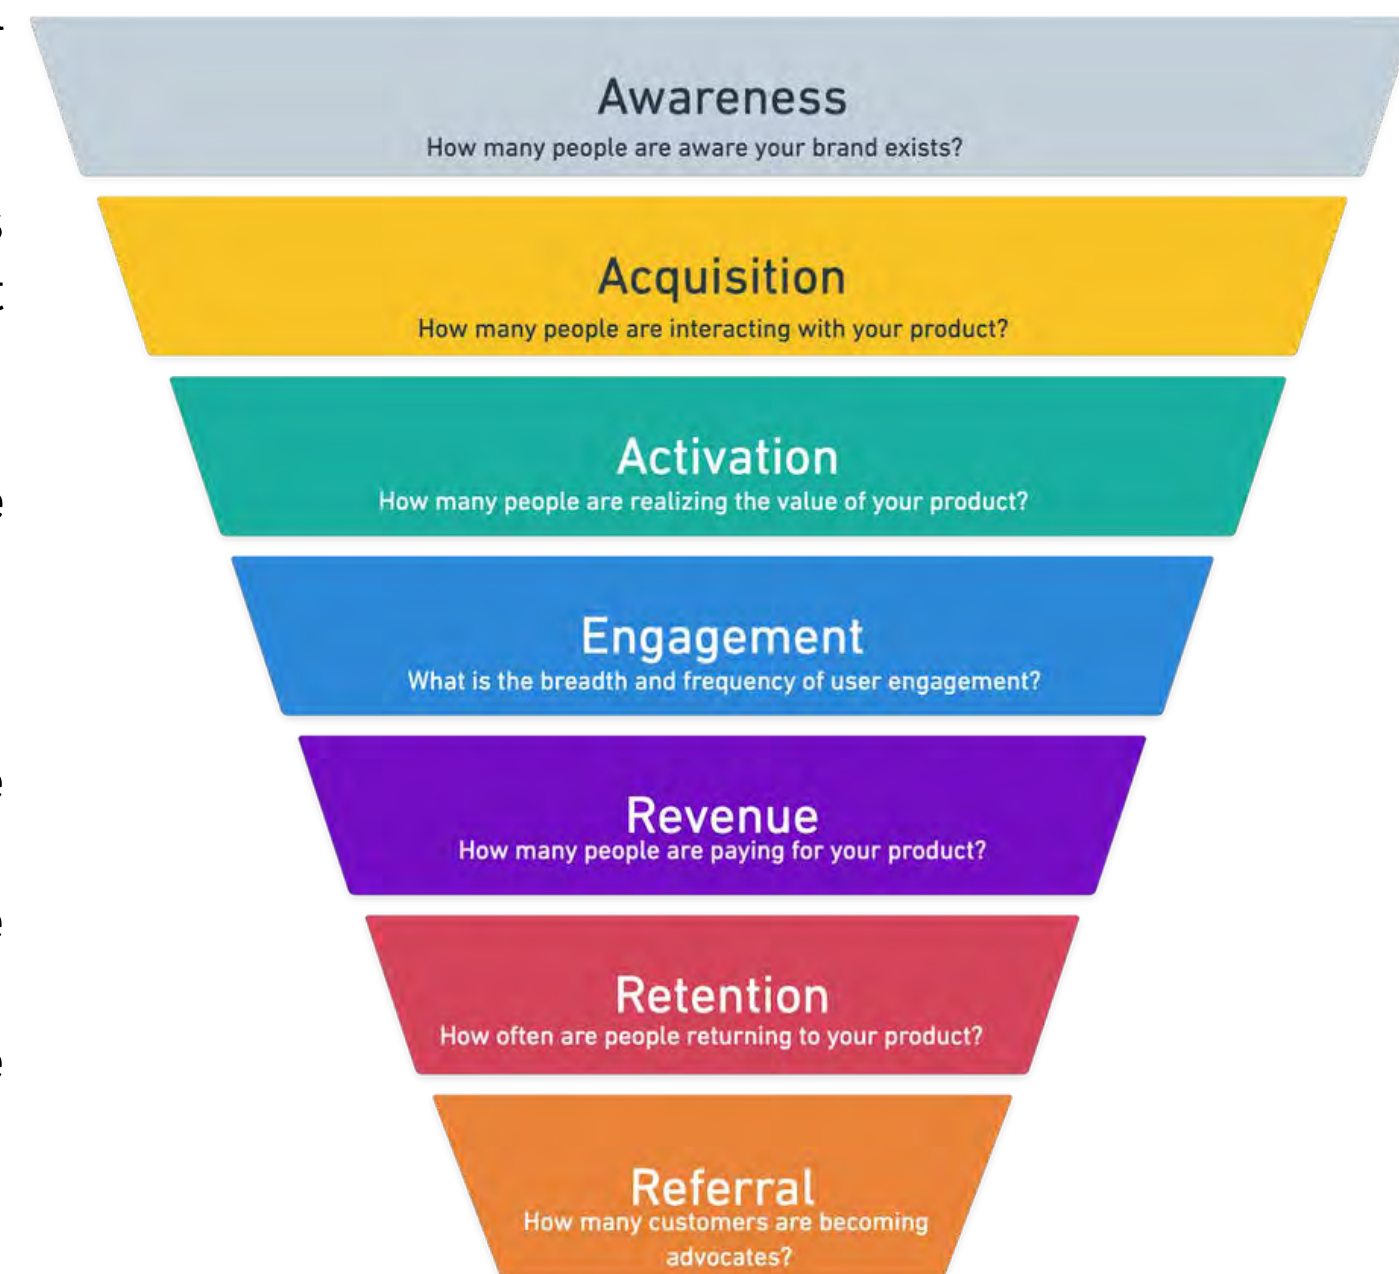 Awareness
How many people are aware your brand exists?
Acquisition
How many people are interacting with your product?
Activation
How many people are realizing the value of your product?
Engagement
What is the breadth and frequency of user engagement?
Revenue
How many people are paying for your product?
Retention
How often are people returning to your product?
Referral
How many customers are becoming
advocates?